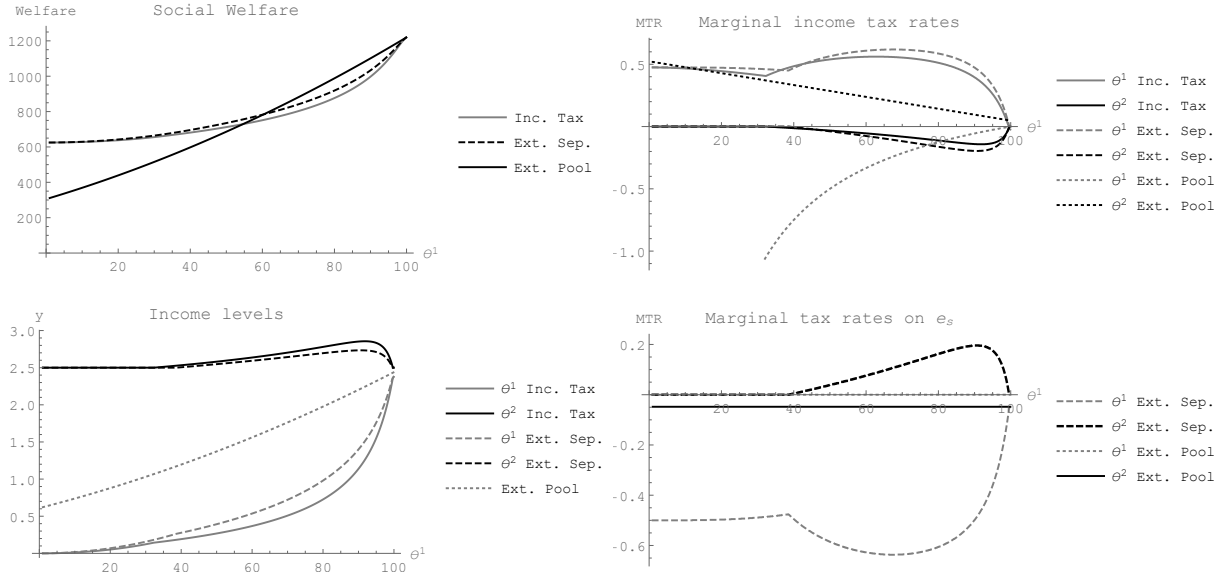 Social Welfare
Welfare
1200
1000
800
600
400
200
20
40
60
80
100
θ¹
Inc. Tax
Ext. Sep.
Ext. Pool
Marginal income tax rates
MTR
0.5
-0.5
-1.0
20
40
60
80
100
θ¹
θ¹ Inc. Tax
θ² Inc. Tax
θ¹ Ext. Sep.
θ² Ext. Sep.
θ¹ Ext. Pool
θ² Ext. Pool
Income levels
y
3.0
2.5
2.0
1.5
1.0
0.5
20
40
60
80
100
θ¹
θ¹ Inc. Tax
θ² Inc. Tax
θ¹ Ext. Sep.
θ² Ext. Sep.
Ext. Pool
Marginal tax rates on eₛ
MTR
0.2
-0.2
-0.4
-0.6
20
40
60
80
100
θ¹
θ¹ Ext. Sep.
θ² Ext. Sep.
θ¹ Ext. Pool
θ² Ext. Pool